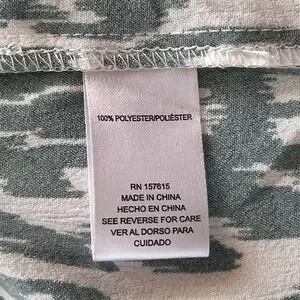 100% POLYESTER/POLIÉSTER
RN 157615
MADE IN CHINA
HECHO EN CHINA
SEE REVERSE FOR CARE
VER AL DORSO PARA
CUIDADO